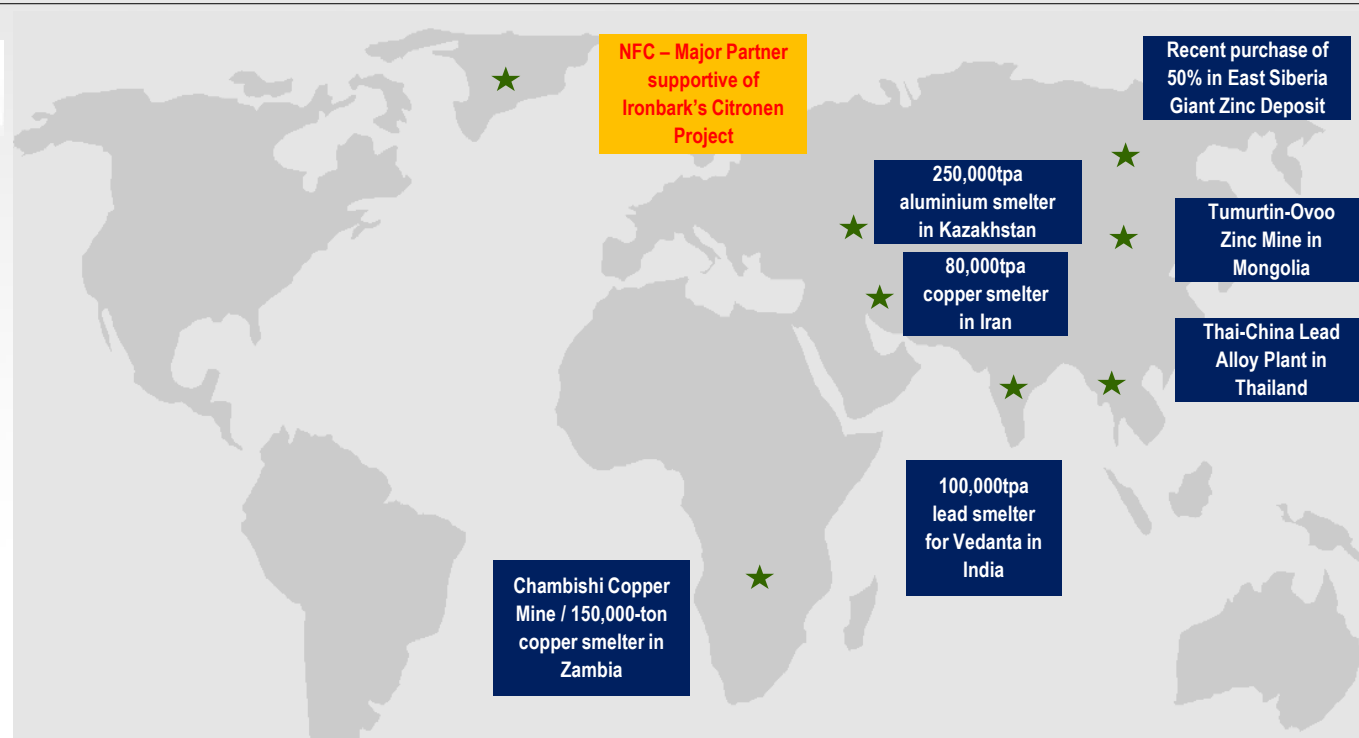 NFC – Major Partner
supportive of
Ironbark's Citronen
Project
Recent purchase of
50% in East Siberia
Giant Zinc Deposit
250,000tpa
aluminium smelter
in Kazakhstan
Tumurtin-Ovoo
Zinc Mine in
Mongolia
80,000tpa
copper smelter
in Iran
Thai-China Lead
Alloy Plant in
Thailand
100,000tpa
lead smelter
for Vedanta in
India
Chambishi Copper
Mine / 150,000-ton
copper smelter in
Zambia